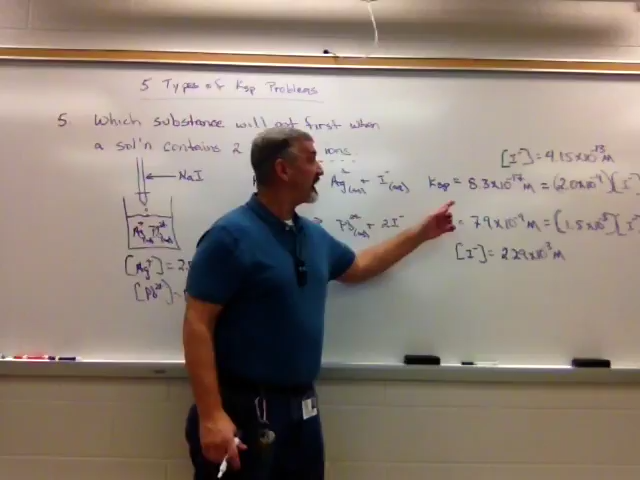 5 Types of Ksp Problems
5. Which substance will ppt first when
a sol'n contains 2 ions
NaI
Ag⁺ Pb²⁺
[Ag⁺] = 2.
[Pb²⁺] =
Ag⁺(aq) + I⁻(aq)
Pb²⁺(aq) + 2I⁻
[I⁻] = 4.15x10⁻¹³ M
Ksp = 8.3x10⁻¹⁷ M = (2.0x10⁻⁴)[I⁻
= 7.9x10⁻⁹ M = (1.5x10⁻³)[I
[I⁻] = 2.29x10⁻³ M